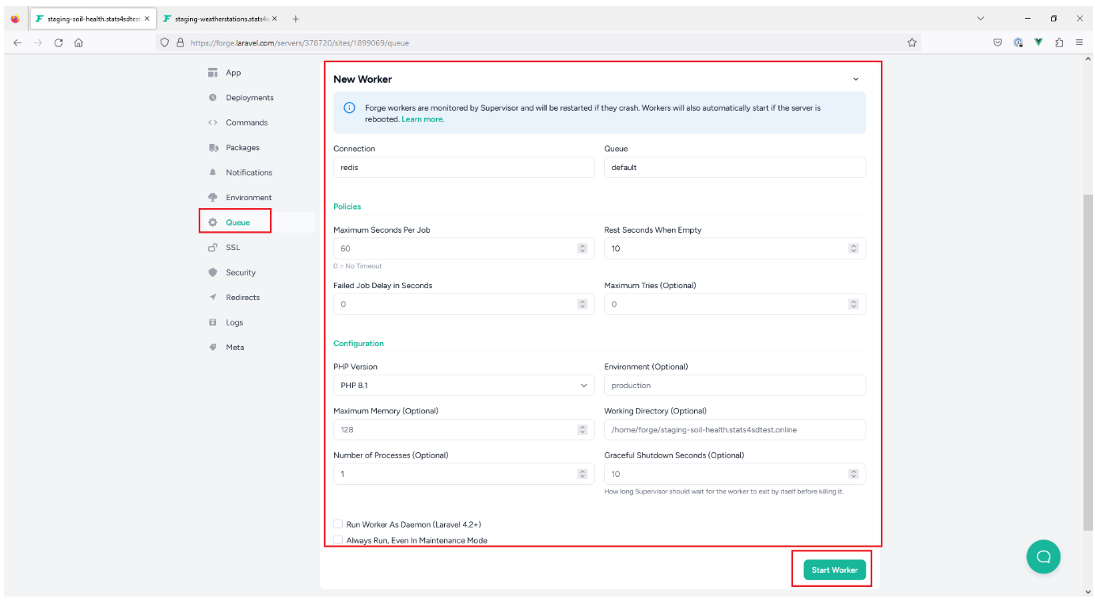 staging-soil-health.stats4sdtest.
staging-weatherstations.stats4s
https://forge.laravel.com/servers/378720/sites/1899069/queue
App
Deployments
Commands
Packages
Notifications
Environment
Queue
SSL
Security
Redirects
Logs
Meta
New Worker
Forge workers are monitored by Supervisor and will be restarted if they crash. Workers will also automatically start if the server is
rebooted. Learn more.
Connection
Queue
redis
default
Policies
Maximum Seconds Per Job
Rest Seconds When Empty
60
10
0 = No Timeout
Failed Job Delay in Seconds
Maximum Tries (Optional)
0
0
Configuration
PHP Version
Environment (Optional)
PHP 8.1
production
Maximum Memory (Optional)
Working Directory (Optional)
128
/home/forge/staging-soil-health.stats4sdtest.online
Number of Processes (Optional)
Graceful Shutdown Seconds (Optional)
1
10
How long Supervisor should wait for the worker to exit by itself before killing it.
Run Worker As Daemon (Laravel 4.2+)
Always Run, Even In Maintenance Mode
Start Worker